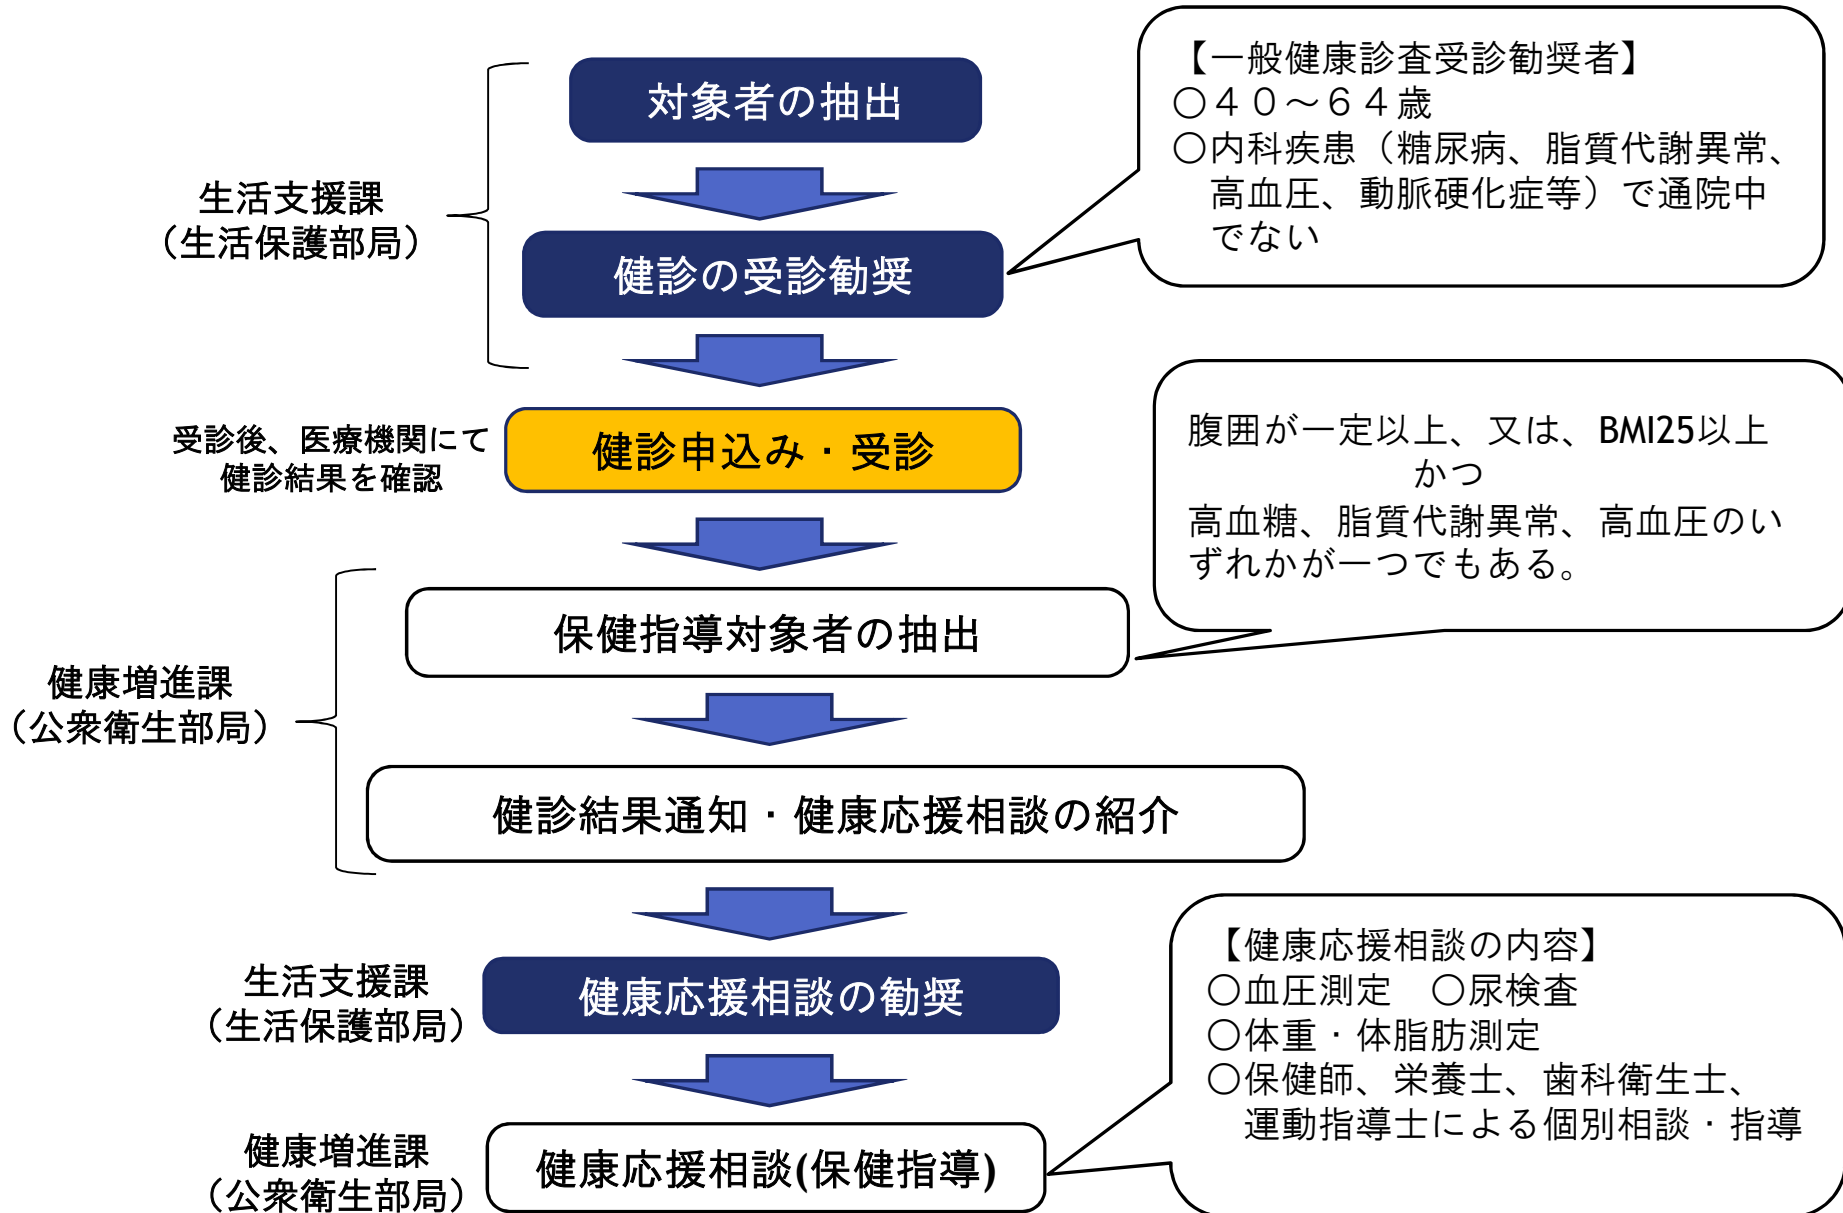 対象者の抽出
【一般健康診査受診勧奨者】
○４０～６４歳
○内科疾患（糖尿病、脂質代謝異常、
高血圧、動脈硬化症等）で通院中
でない
生活支援課
（生活保護部局）
健診の受診勧奨
受診後、医療機関にて
健診結果を確認
健診申込み・受診
腹囲が一定以上、又は、BMI25以上
かつ
高血糖、脂質代謝異常、高血圧のい
ずれかが一つでもある。
保健指導対象者の抽出
健康増進課
（公衆衛生部局）
健診結果通知・健康応援相談の紹介
生活支援課
（生活保護部局）
健康応援相談の勧奨
【健康応援相談の内容】
○血圧測定　○尿検査
○体重・体脂肪測定
○保健師、栄養士、歯科衛生士、
運動指導士による個別相談・指導
健康増進課
（公衆衛生部局）
健康応援相談(保健指導)